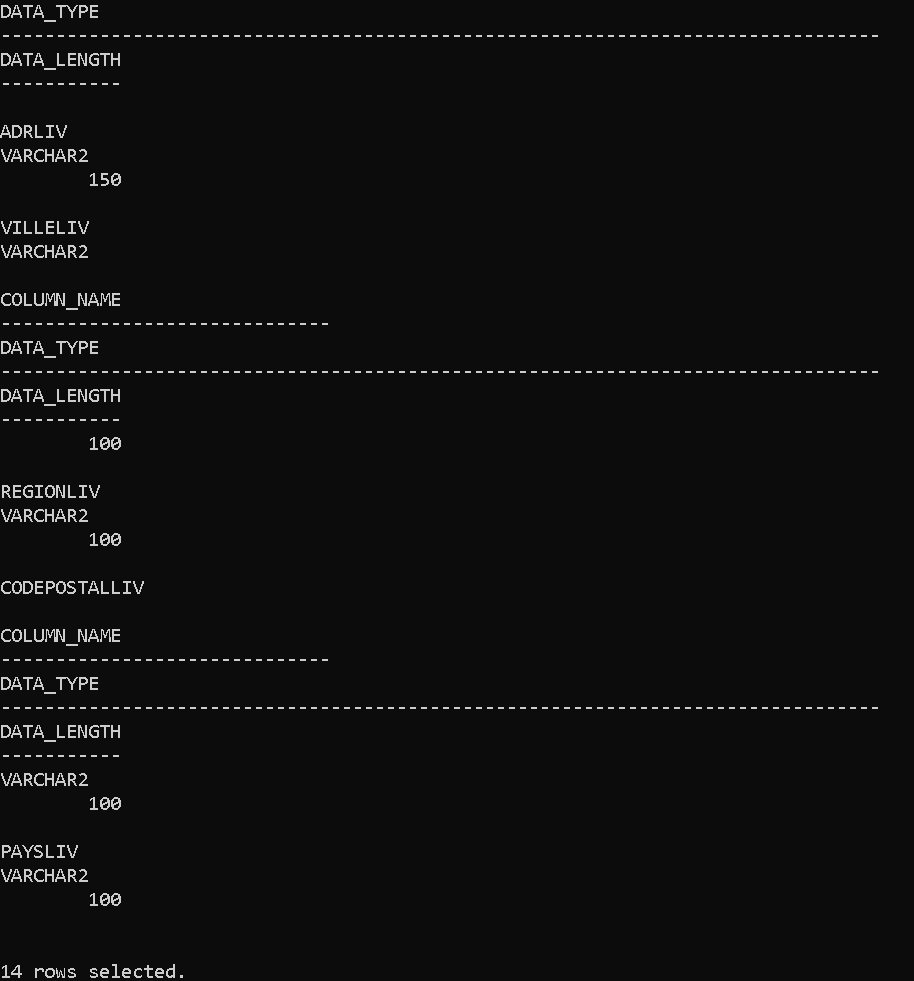 DATA_TYPE
--------------------------------------------------------------------------------
DATA_LENGTH
-----------
ADRLIV
VARCHAR2
150
VILLELIV
VARCHAR2
COLUMN_NAME
------------------------------
DATA_TYPE
--------------------------------------------------------------------------------
DATA_LENGTH
-----------
100
REGIONLIV
VARCHAR2
100
CODEPOSTALLIV
COLUMN_NAME
------------------------------
DATA_TYPE
--------------------------------------------------------------------------------
DATA_LENGTH
-----------
VARCHAR2
100
PAYSLIV
VARCHAR2
100
14 rows selected.